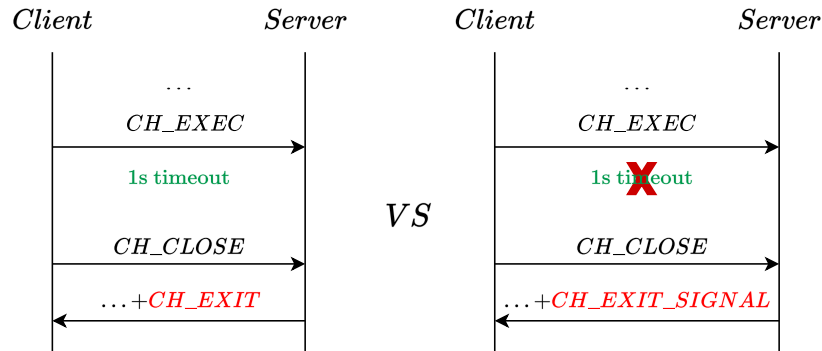 Client Server
...
CH_EXEC
1s timeout
CH_CLOSE
...+CH_EXIT
VS
Client Server
...
CH_EXEC
1s timeout
X
CH_CLOSE
...+CH_EXIT_SIGNAL